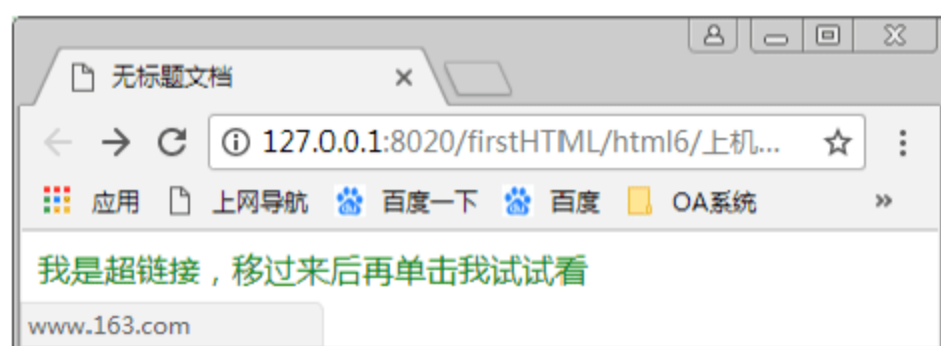 无标题文档
127.0.0.1:8020/firstHTML/html6/上机...
应用 上网导航 百度一下 百度 OA系统 »
我是超链接，移过来后再单击我试试看
www.163.com